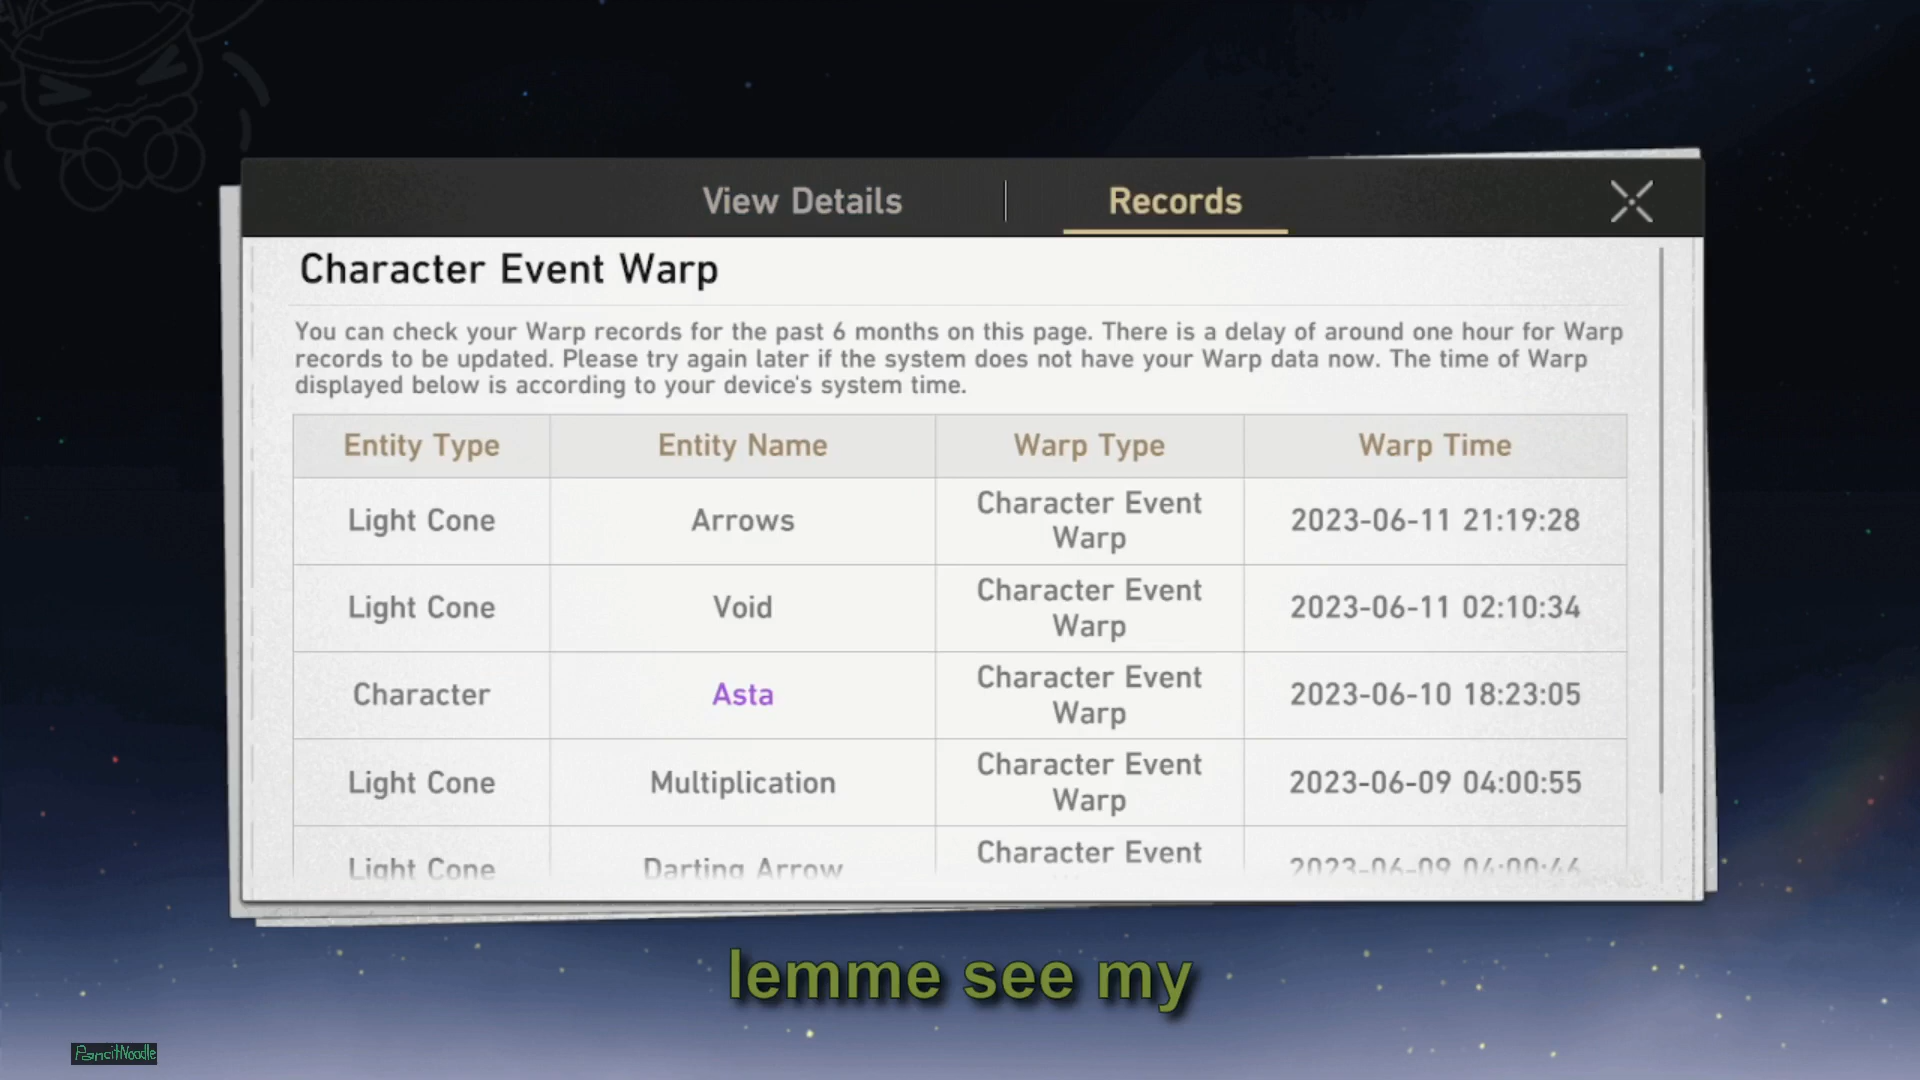 View Details
Records
Character Event Warp
You can check your Warp records for the past 6 months on this page. There is a delay of around one hour for Warp
records to be updated. Please try again later if the system does not have your Warp data now. The time of Warp
displayed below is according to your device's system time.
Entity Type Entity Name Warp Type Warp Time
Light Cone Arrows Character Event Warp 2023-06-11 21:19:28
Light Cone Void Character Event Warp 2023-06-11 02:10:34
Character Asta Character Event Warp 2023-06-10 18:23:05
Light Cone Multiplication Character Event Warp 2023-06-09 04:00:55
Light Cone Darting Arrow Character Event 2023-06-09 04:00:46
lemme see my
PancitNoodle